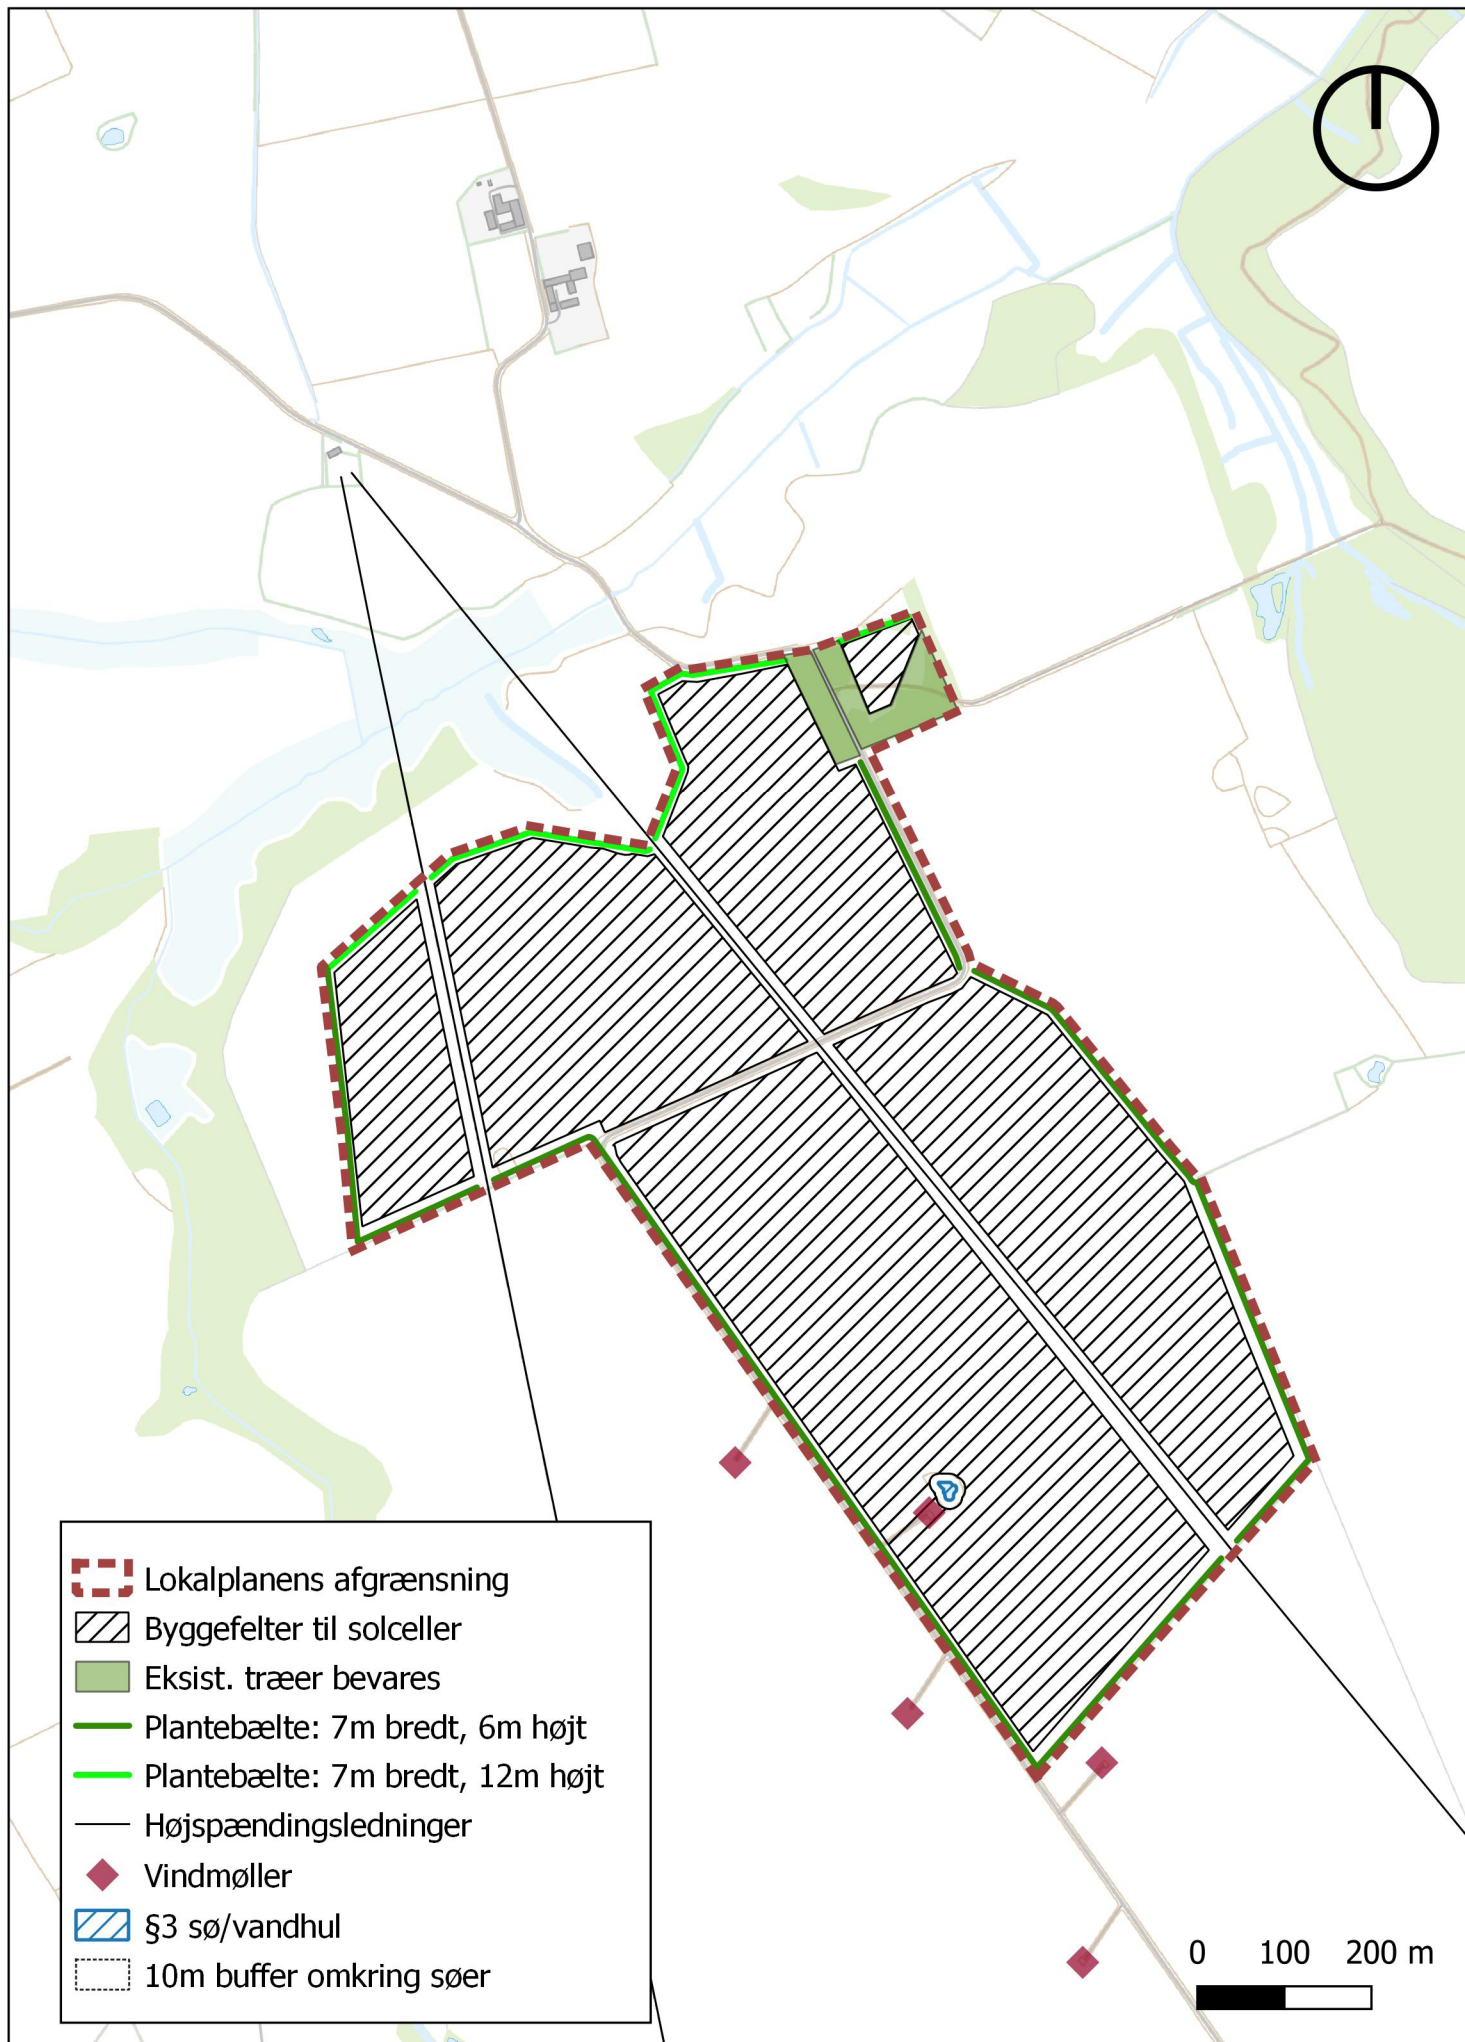 Lokalplanens afgrænsning
Byggefelter til solceller
Eksist. træer bevares
Plantebælte: 7m bredt, 6m højt
Plantebælte: 7m bredt, 12m højt
Højspændingsledninger
Vindmøller
§3 sø/vandhul
10m buffer omkring søer
0 100 200 m